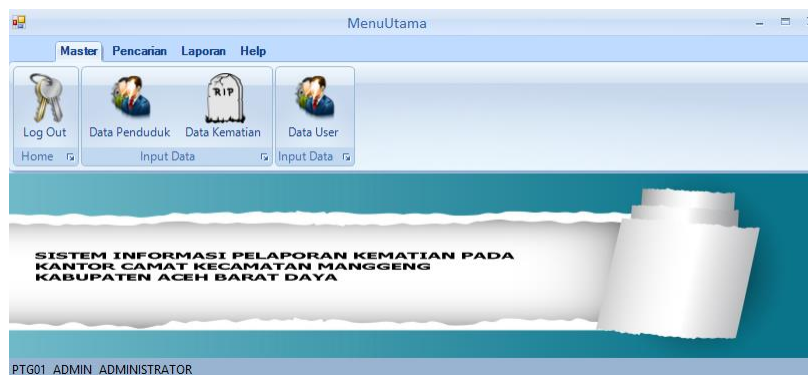 MenuUtama
Master Pencarian Laporan Help
RIP
Log Out Data Penduduk Data Kematian Data User
Home Input Data Input Data
SISTEM INFORMASI PELAPORAN KEMATIAN PADA
KANTOR CAMAT KECAMATAN MANGGENG
KABUPATEN ACEH BARAT DAYA
PTG01 ADMIN ADMINISTRATOR